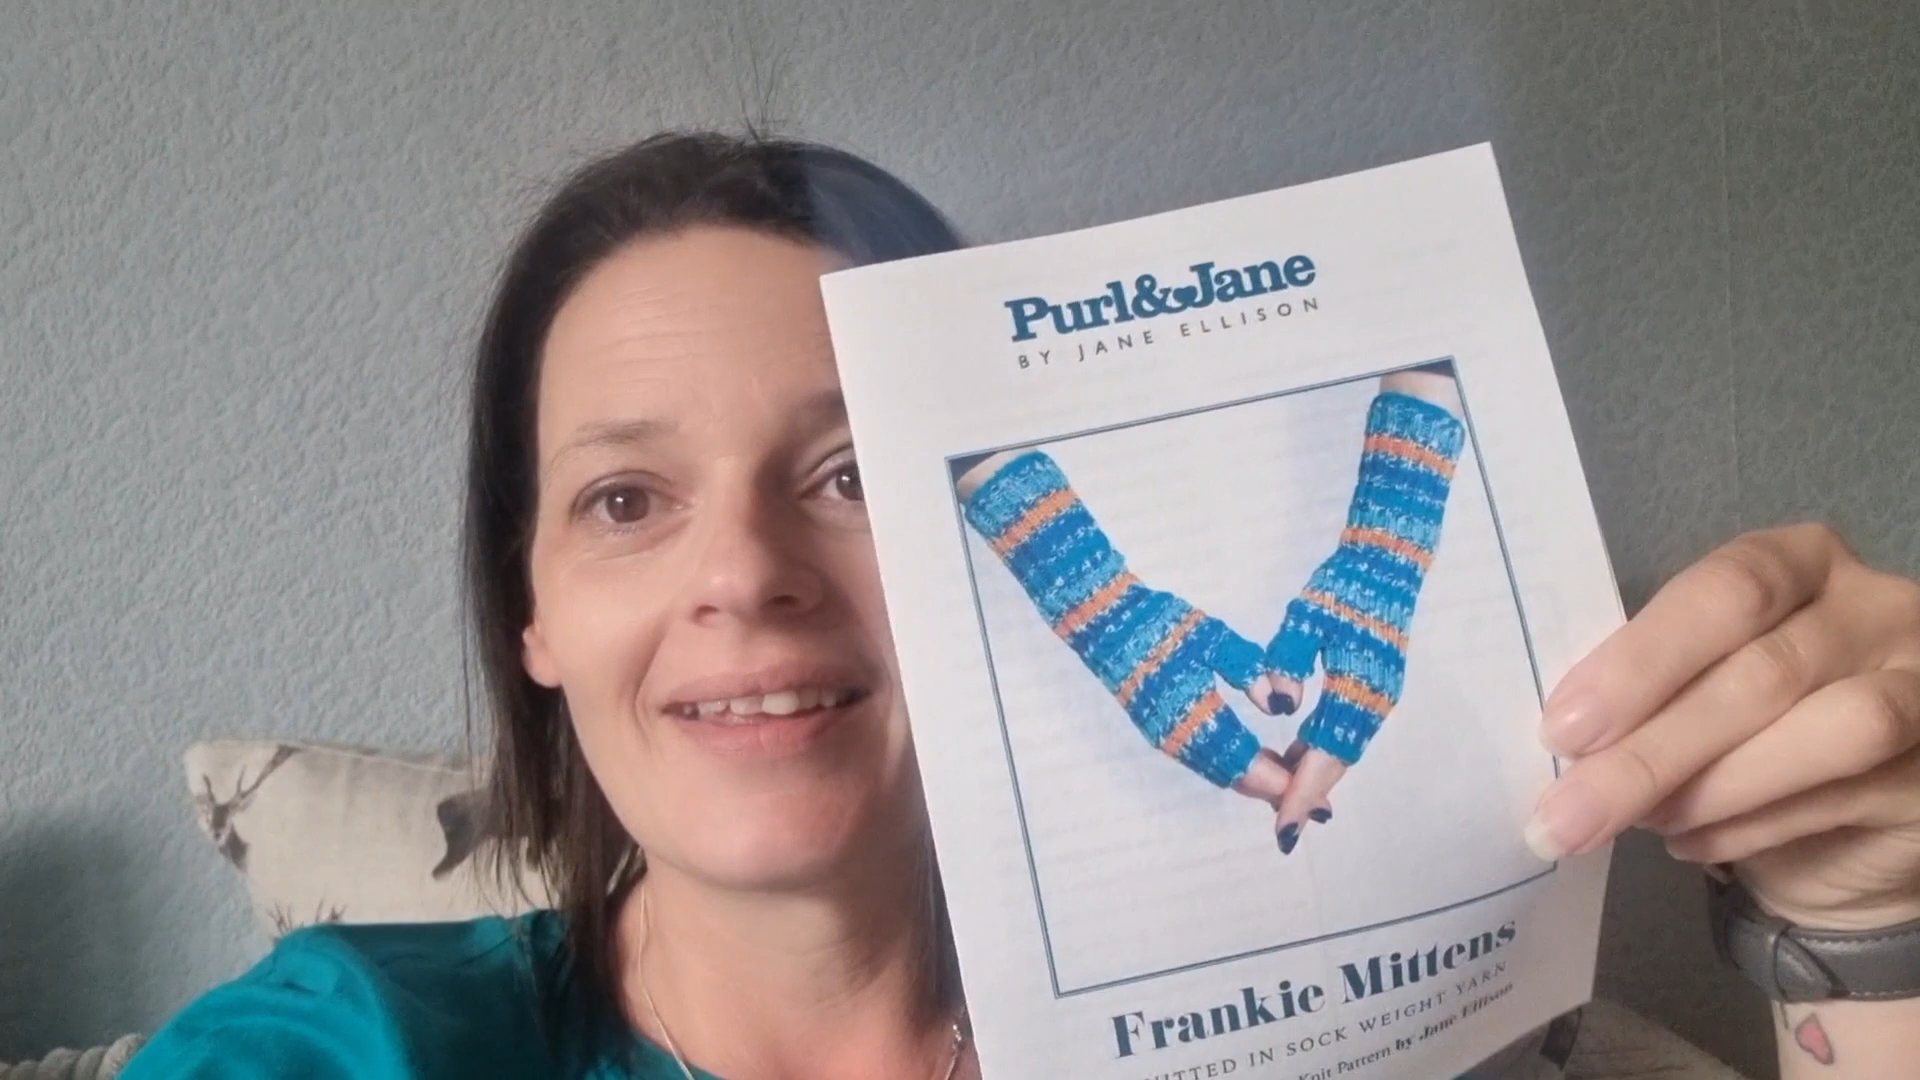 Purl&Jane
BY JANE ELLISON
Frankie Mittens
KNITTED IN SOCK WEIGHT YARN
Knit Pattern by Jane Ellison